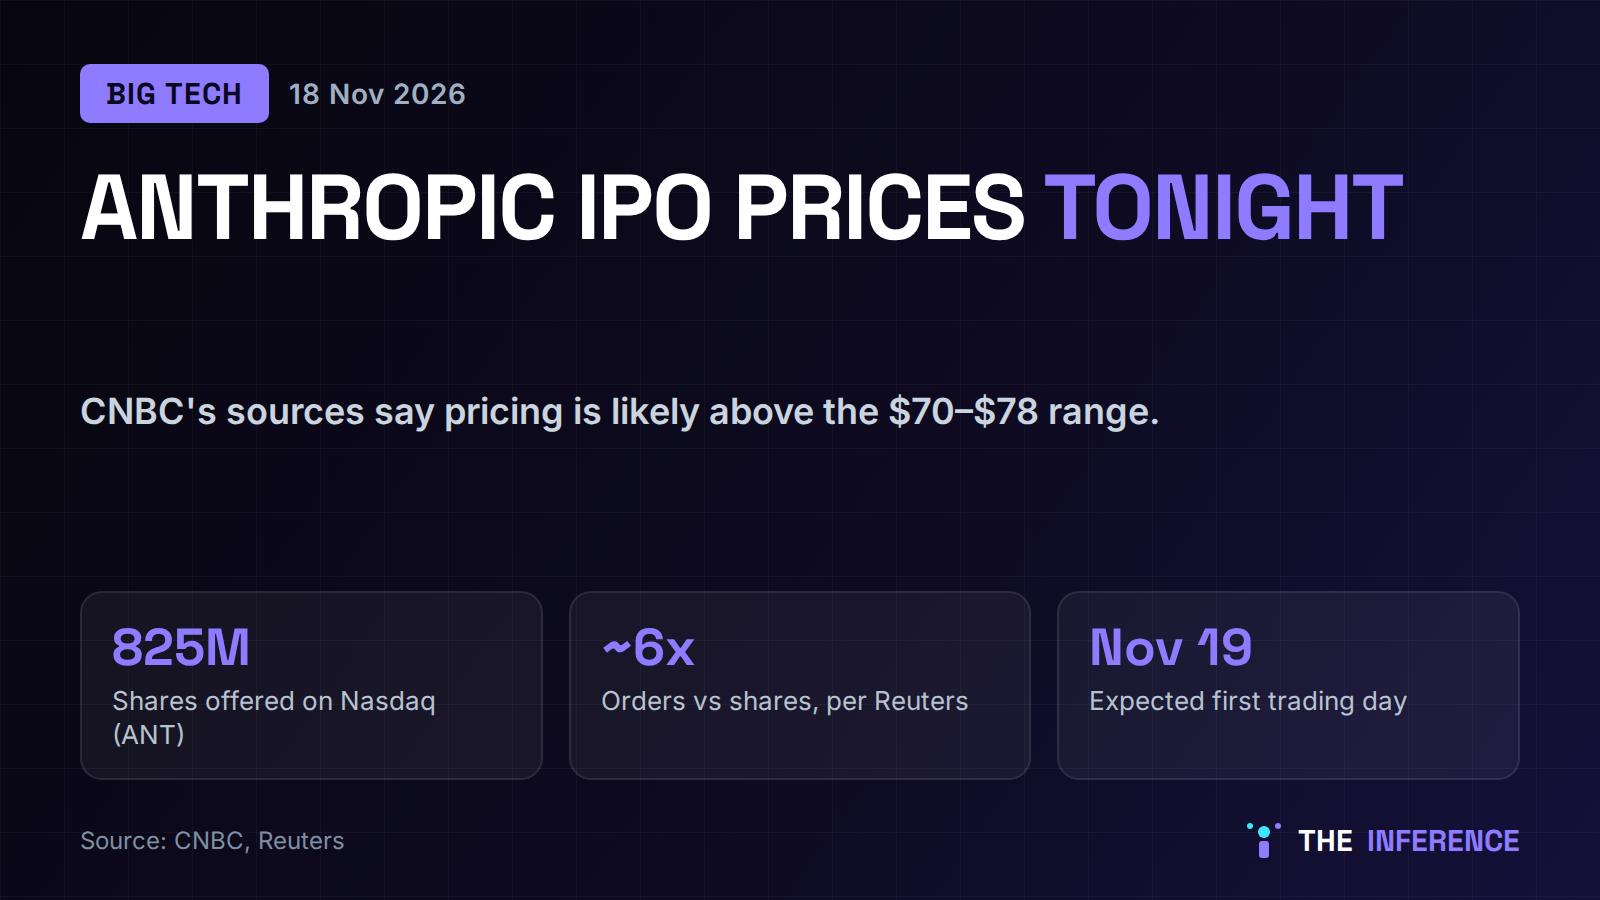 BIG TECH 18 Nov 2026
ANTHROPIC IPO PRICES TONIGHT
CNBC's sources say pricing is likely above the $70–$78 range.
825M
Shares offered on Nasdaq
(ANT)
~6x
Orders vs shares, per Reuters
Nov 19
Expected first trading day
Source: CNBC, Reuters
THE INFERENCE